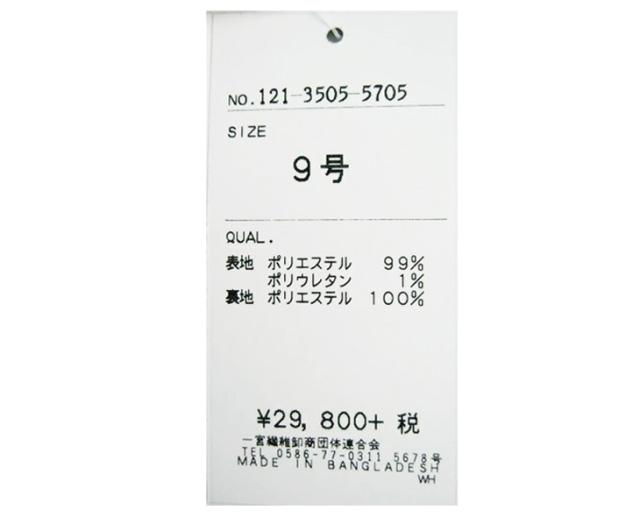 NO.121-3505-5705
SIZE
9号
QUAL.
表地 ポリエステル 99%
ポリウレタン 1%
裏地 ポリエステル 100%
¥29,800+ 税
一宮繊維卸商団体連合会
TEL 0586-77-0311 5678号
MADE IN BANGLADESH
WH